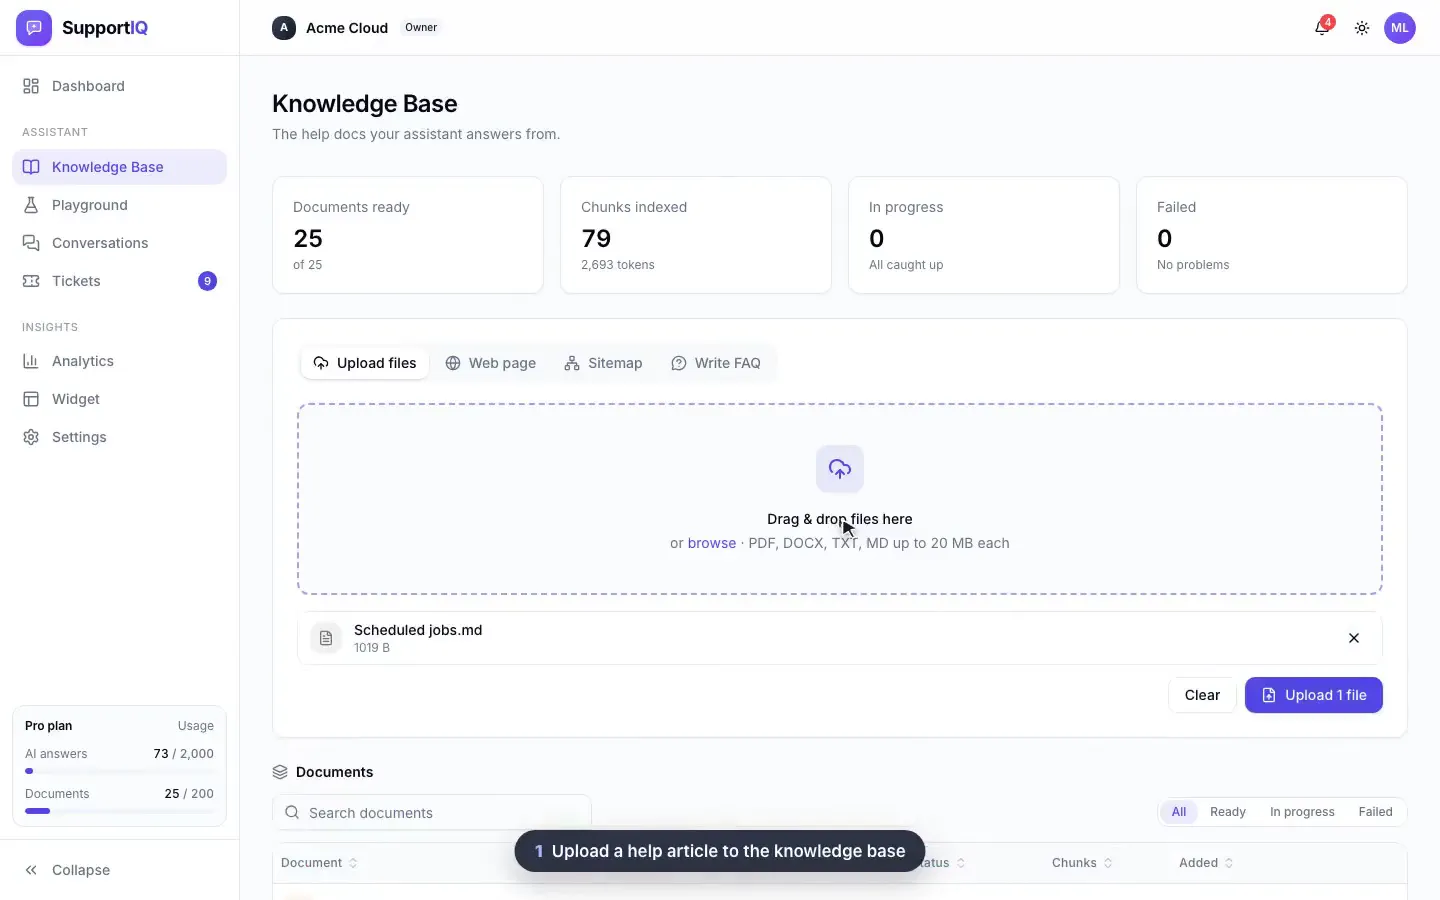 SupportIQ
A Acme Cloud Owner
4
ML
Dashboard
ASSISTANT
Knowledge Base
Playground
Conversations
Tickets 9
INSIGHTS
Analytics
Widget
Settings
Pro plan Usage
AI answers 73 / 2,000
Documents 25 / 200
Collapse
Knowledge Base
The help docs your assistant answers from.
Documents ready
25
of 25
Chunks indexed
79
2,693 tokens
In progress
0
All caught up
Failed
0
No problems
Upload files Web page Sitemap Write FAQ
Drag & drop files here
or browse · PDF, DOCX, TXT, MD up to 20 MB each
Scheduled jobs.md
1019 B
Clear Upload 1 file
Documents
Search documents
All Ready In progress Failed
1 Upload a help article to the knowledge base
Document tatus Chunks Added